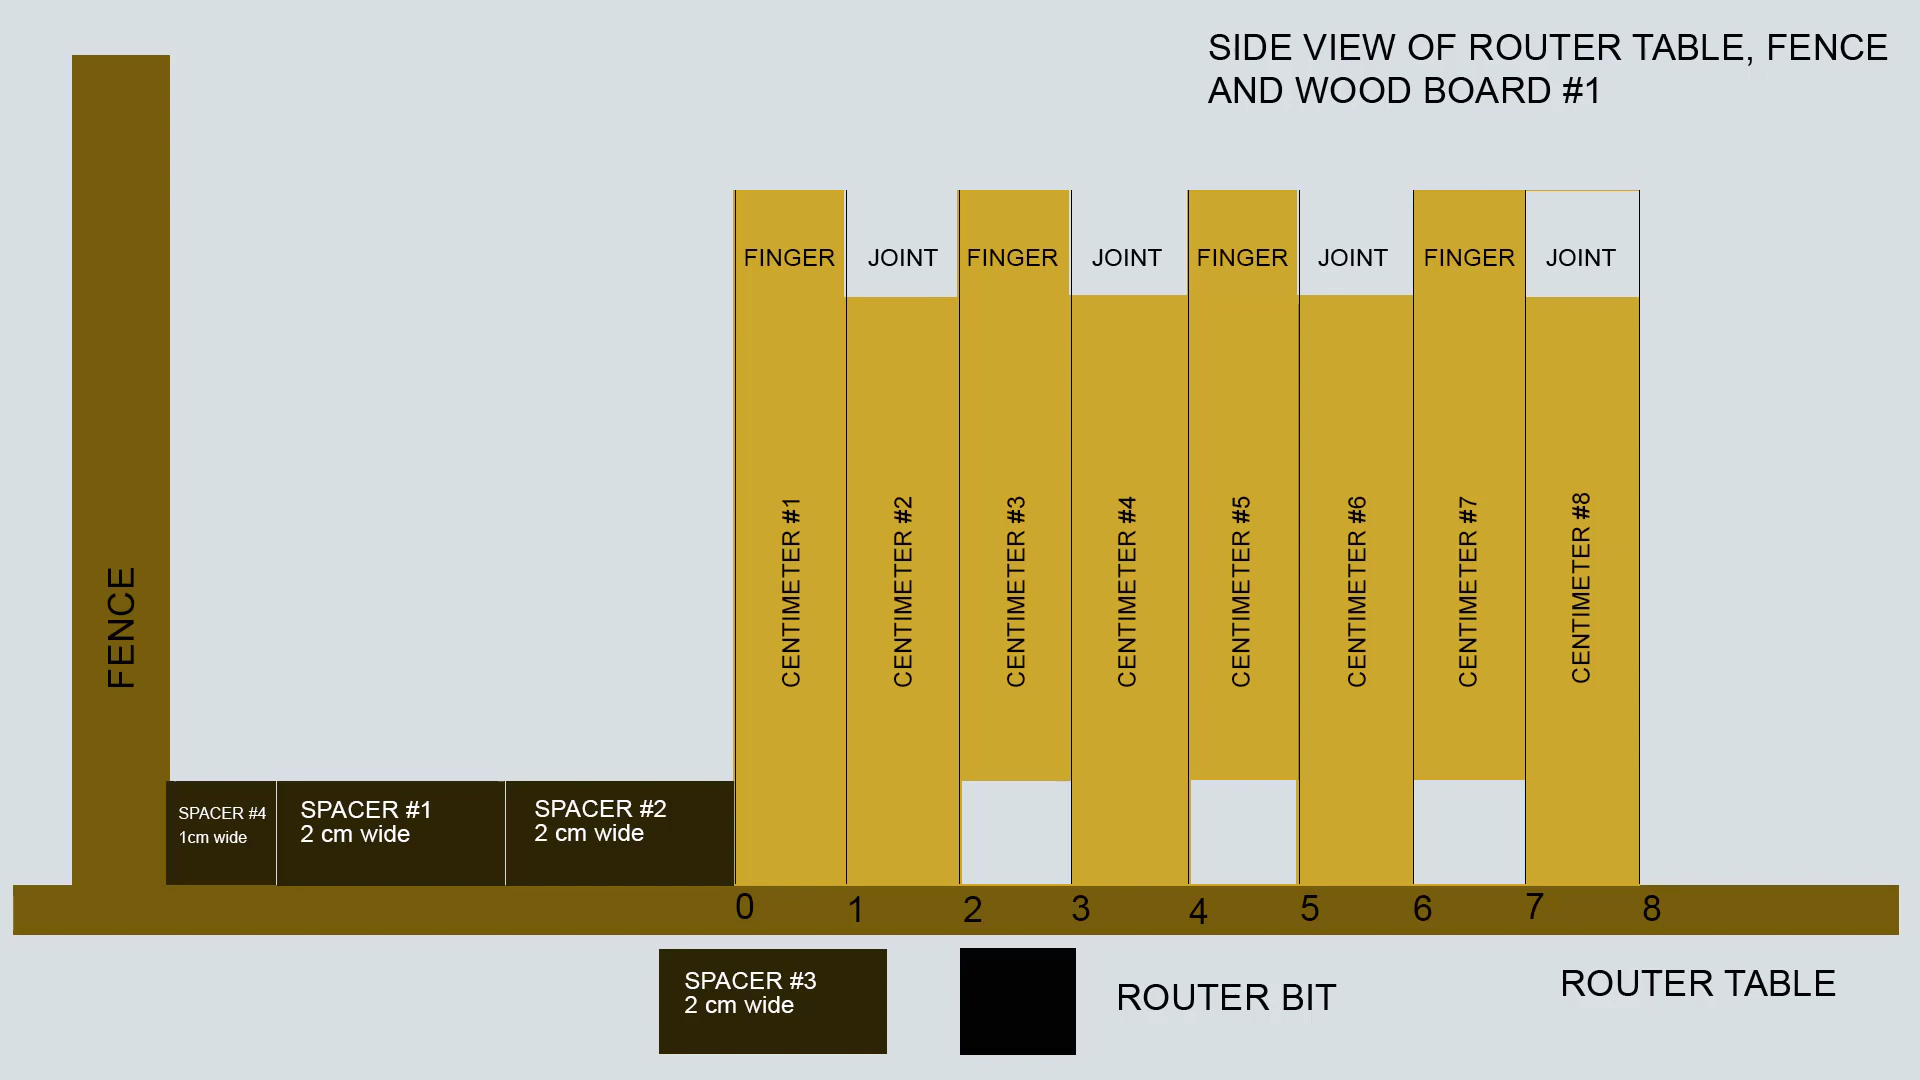 SIDE VIEW OF ROUTER TABLE, FENCE
AND WOOD BOARD #1
FINGER
JOINT
FINGER
JOINT
FINGER
JOINT
FINGER
JOINT
FENCE
CENTIMETER #1
CENTIMETER #2
CENTIMETER #3
CENTIMETER #4
CENTIMETER #5
CENTIMETER #6
CENTIMETER #7
CENTIMETER #8
SPACER #4
1cm wide
SPACER #1
2 cm wide
SPACER #2
2 cm wide
0
1
2
3
4
5
6
7
8
SPACER #3
2 cm wide
ROUTER BIT
ROUTER TABLE